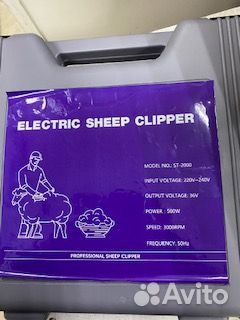 ELECTRIC SHEEP CLIPPER
MODEL NO.: ST-2000
INPUT VOLTAGE: 220V~240V
OUTPUT VOLTAGE: 36V
POWER : 500W
SPEED: 3000RPM
FREQUENCY: 50Hz
PROFESSIONAL SHEEP CLIPPER
Avito